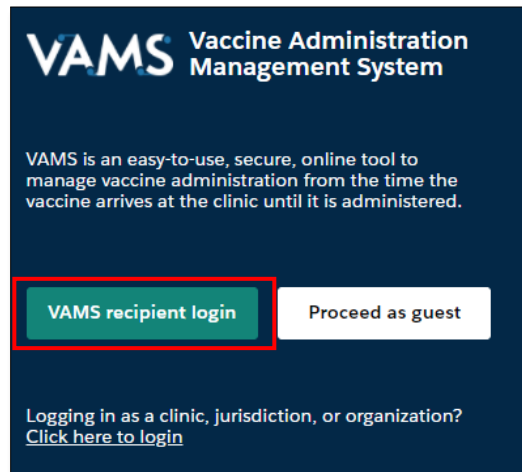 VAMS Vaccine Administration
Management System
VAMS is an easy-to-use, secure, online tool to
manage vaccine administration from the time the
vaccine arrives at the clinic until it is administered.
VAMS recipient login Proceed as guest
Logging in as a clinic, jurisdiction, or organization?
Click here to login